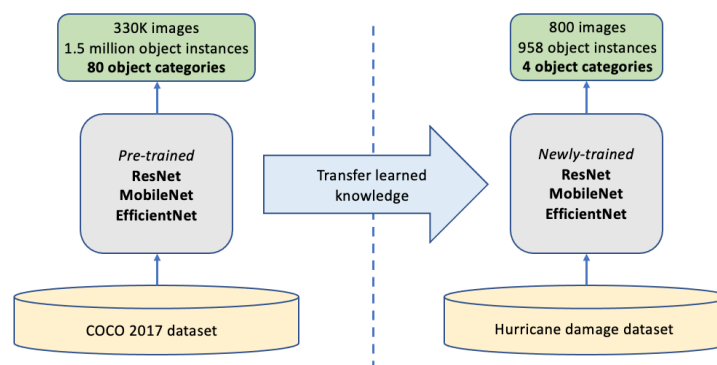 330K images
1.5 million object instances
80 object categories
Pre-trained
ResNet
MobileNet
EfficientNet
COCO 2017 dataset
Transfer learned
knowledge
800 images
958 object instances
4 object categories
Newly-trained
ResNet
MobileNet
EfficientNet
Hurricane damage dataset